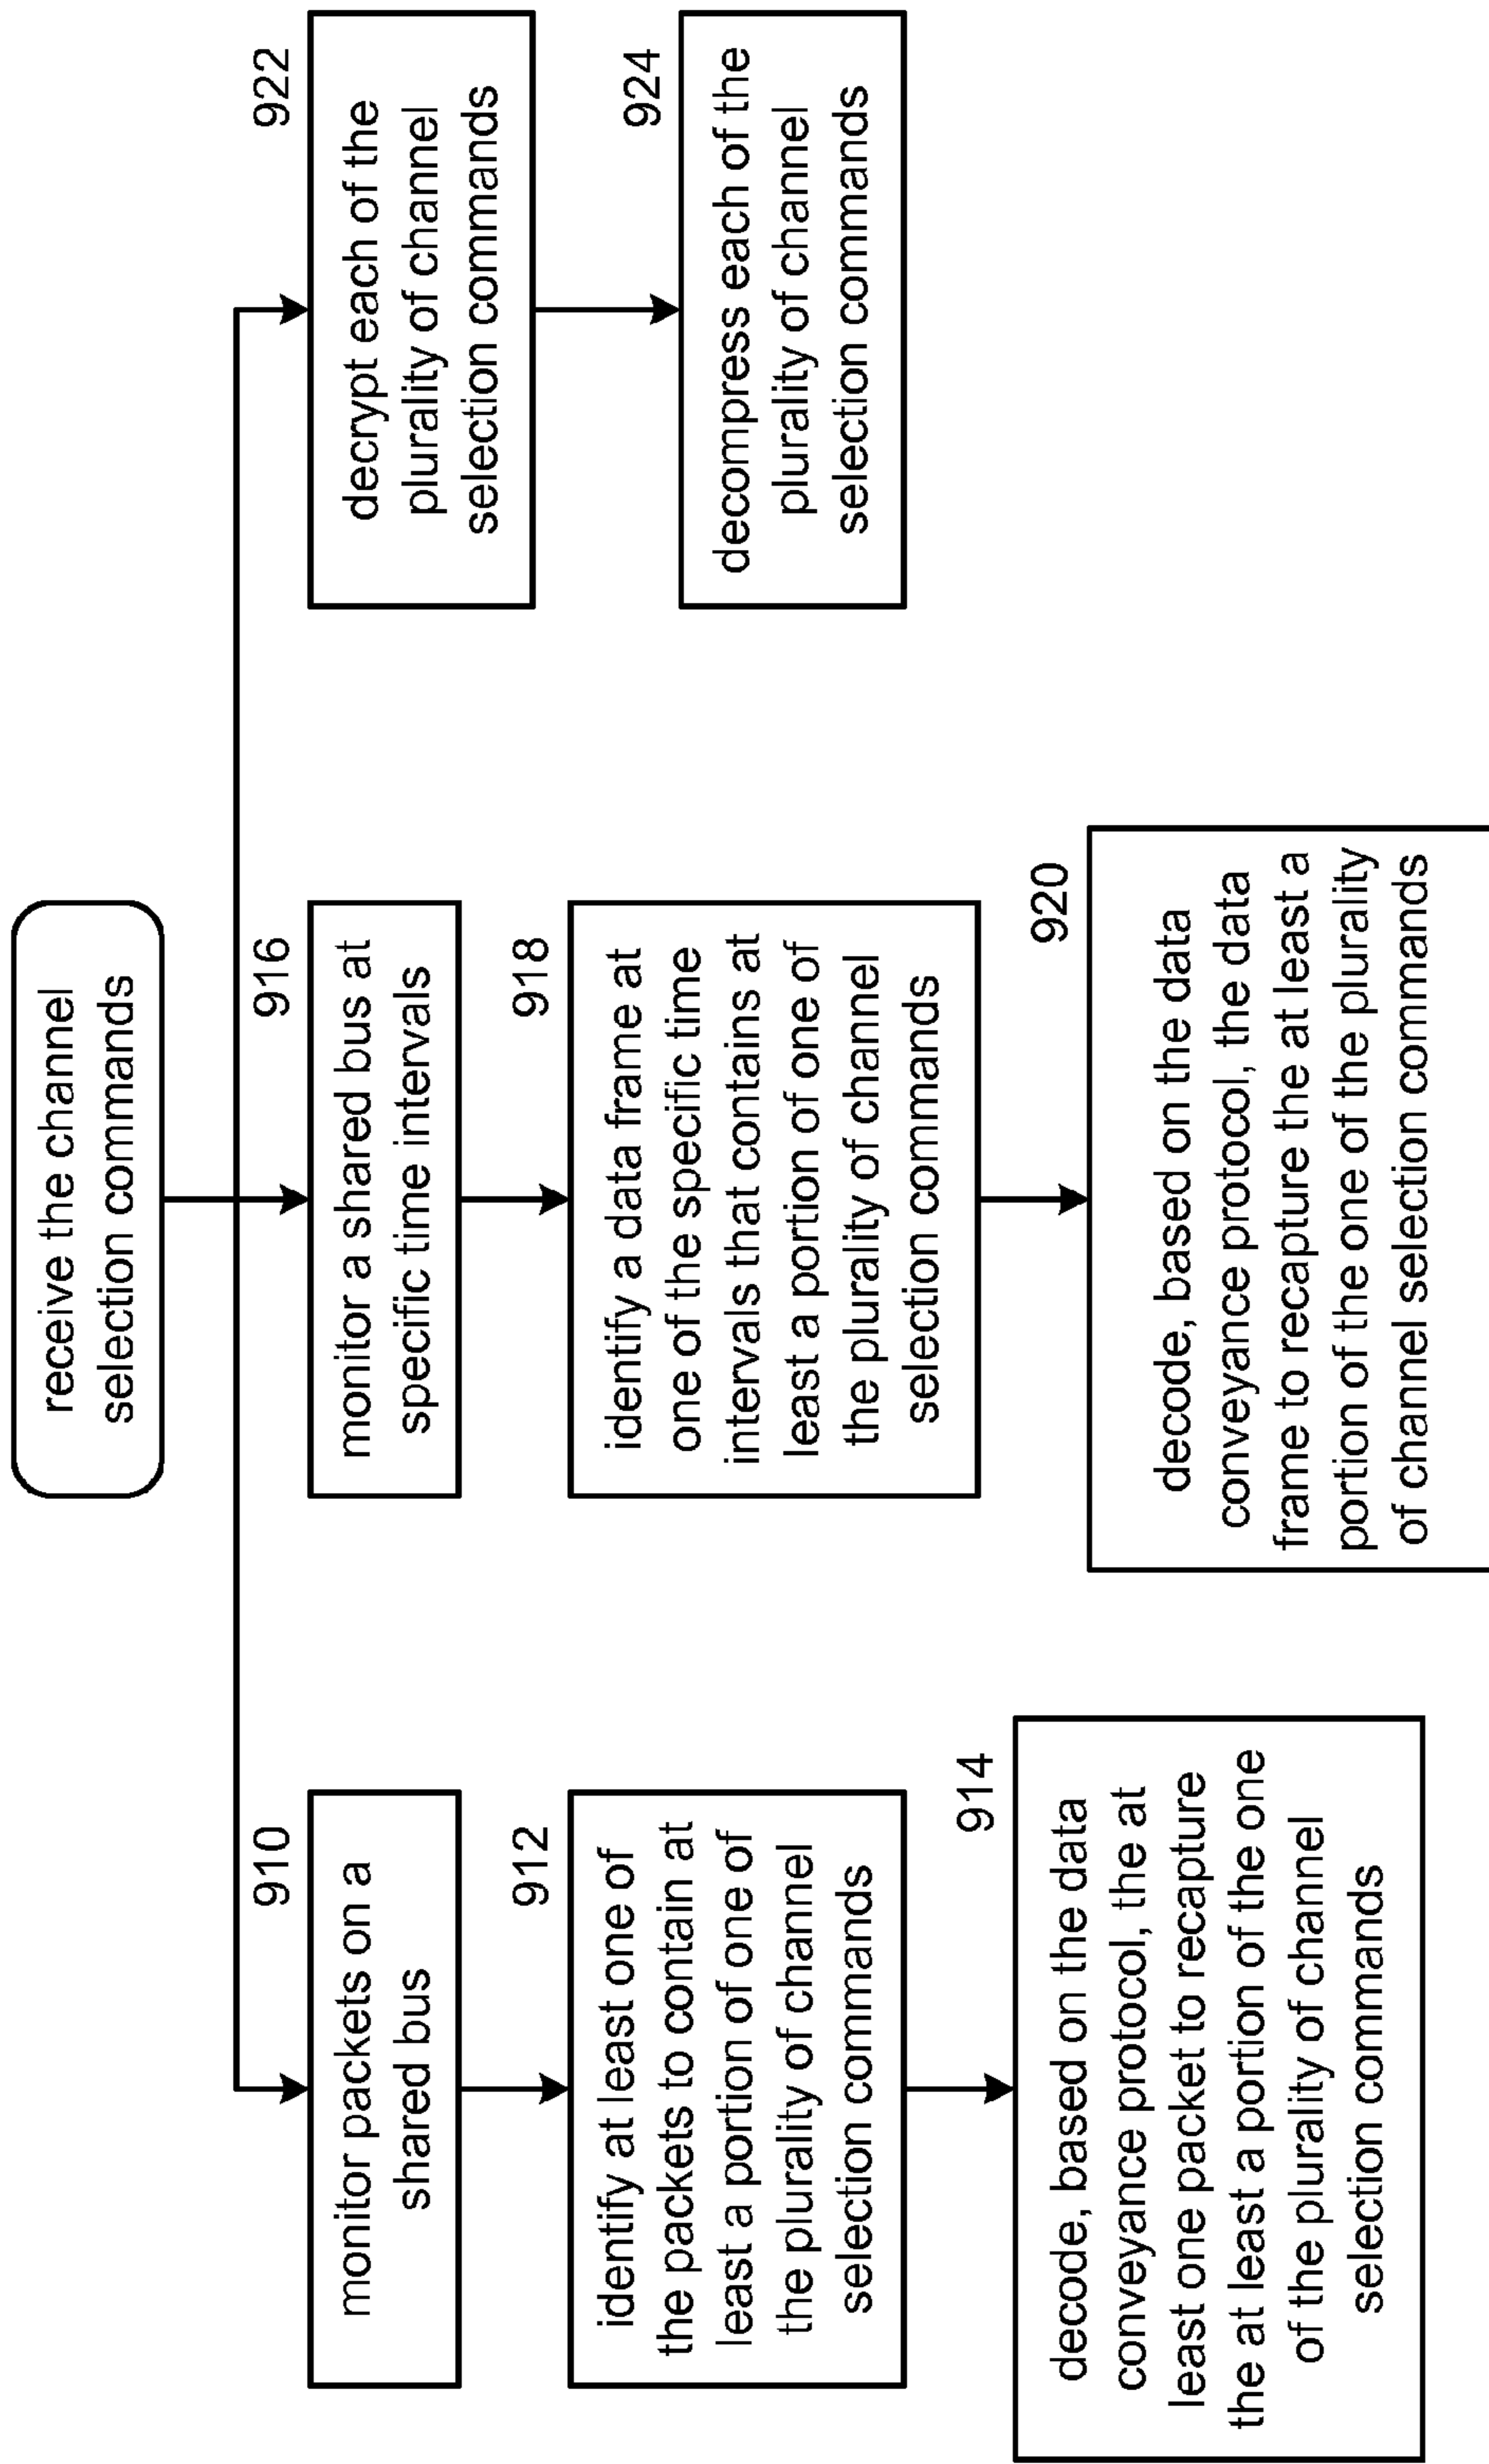 receive the channel
selection commands
910
monitor packets on a
shared bus
912
identify at least one of
the packets to contain at
least a portion of one of
the plurality of channel
selection commands
914
decode, based on the data
conveyance protocol, the at
least one packet to recapture
the at least a portion of the one
of the plurality of channel
selection commands
916
monitor a shared bus at
specific time intervals
918
identify a data frame at
one of the specific time
intervals that contains at
least a portion of one of
the plurality of channel
selection commands
920
decode, based on the data
conveyance protocol, the data
frame to recapture the at least a
portion of the one of the plurality
of channel selection commands
922
decrypt each of the
plurality of channel
selection commands
924
decompress each of the
plurality of channel
selection commands